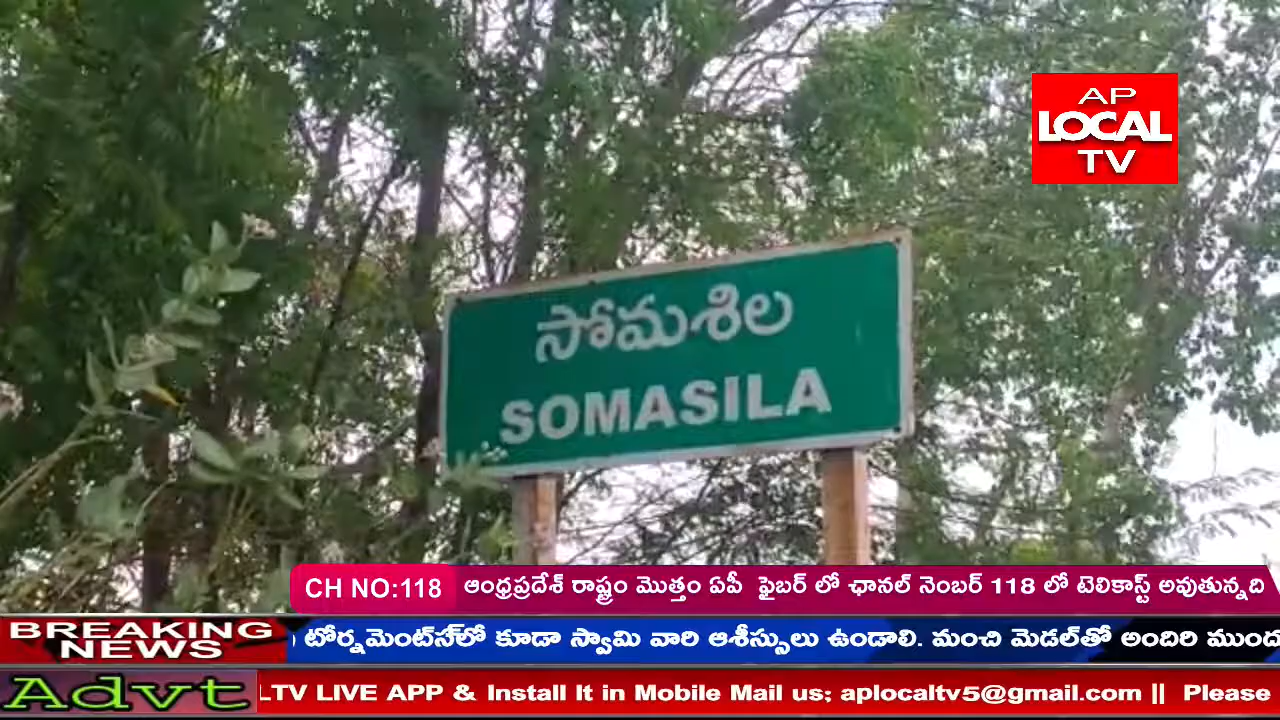 AP
LOCAL
TV
సోమశిల
SOMASILA
CH NO:118 ఆంధ్రప్రదేశ్ రాష్ట్రం మొత్తం ఏపీ ఫైబర్ లో ఛానల్ నెంబర్ 118 లో టెలికాస్ట్ అవుతున్నది
BREAKING
NEWS
టోర్నమెంట్స్‌లో కూడా స్వామి వారి ఆశీస్సులు ఉండాలి. మంచి మెడల్‌తో అందిరి ముందు
Advt
LTV LIVE APP & Install It in Mobile Mail us; aplocaltv5@gmail.com || Please